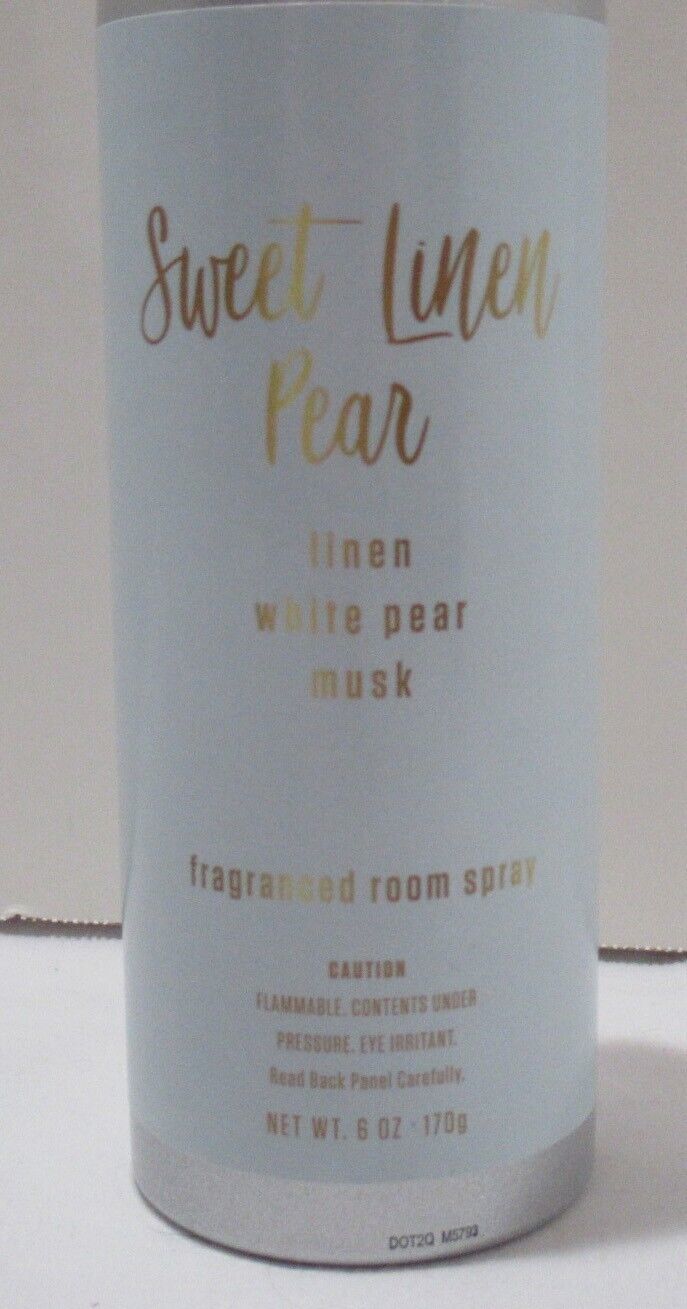 Sweet Linen
Pear
linen
white pear
musk
fragranced room spray
CAUTION
FLAMMABLE. CONTENTS UNDER
PRESSURE. EYE IRRITANT.
Read Back Panel Carefully.
NET WT. 6 OZ · 170g
DOT2Q M5793